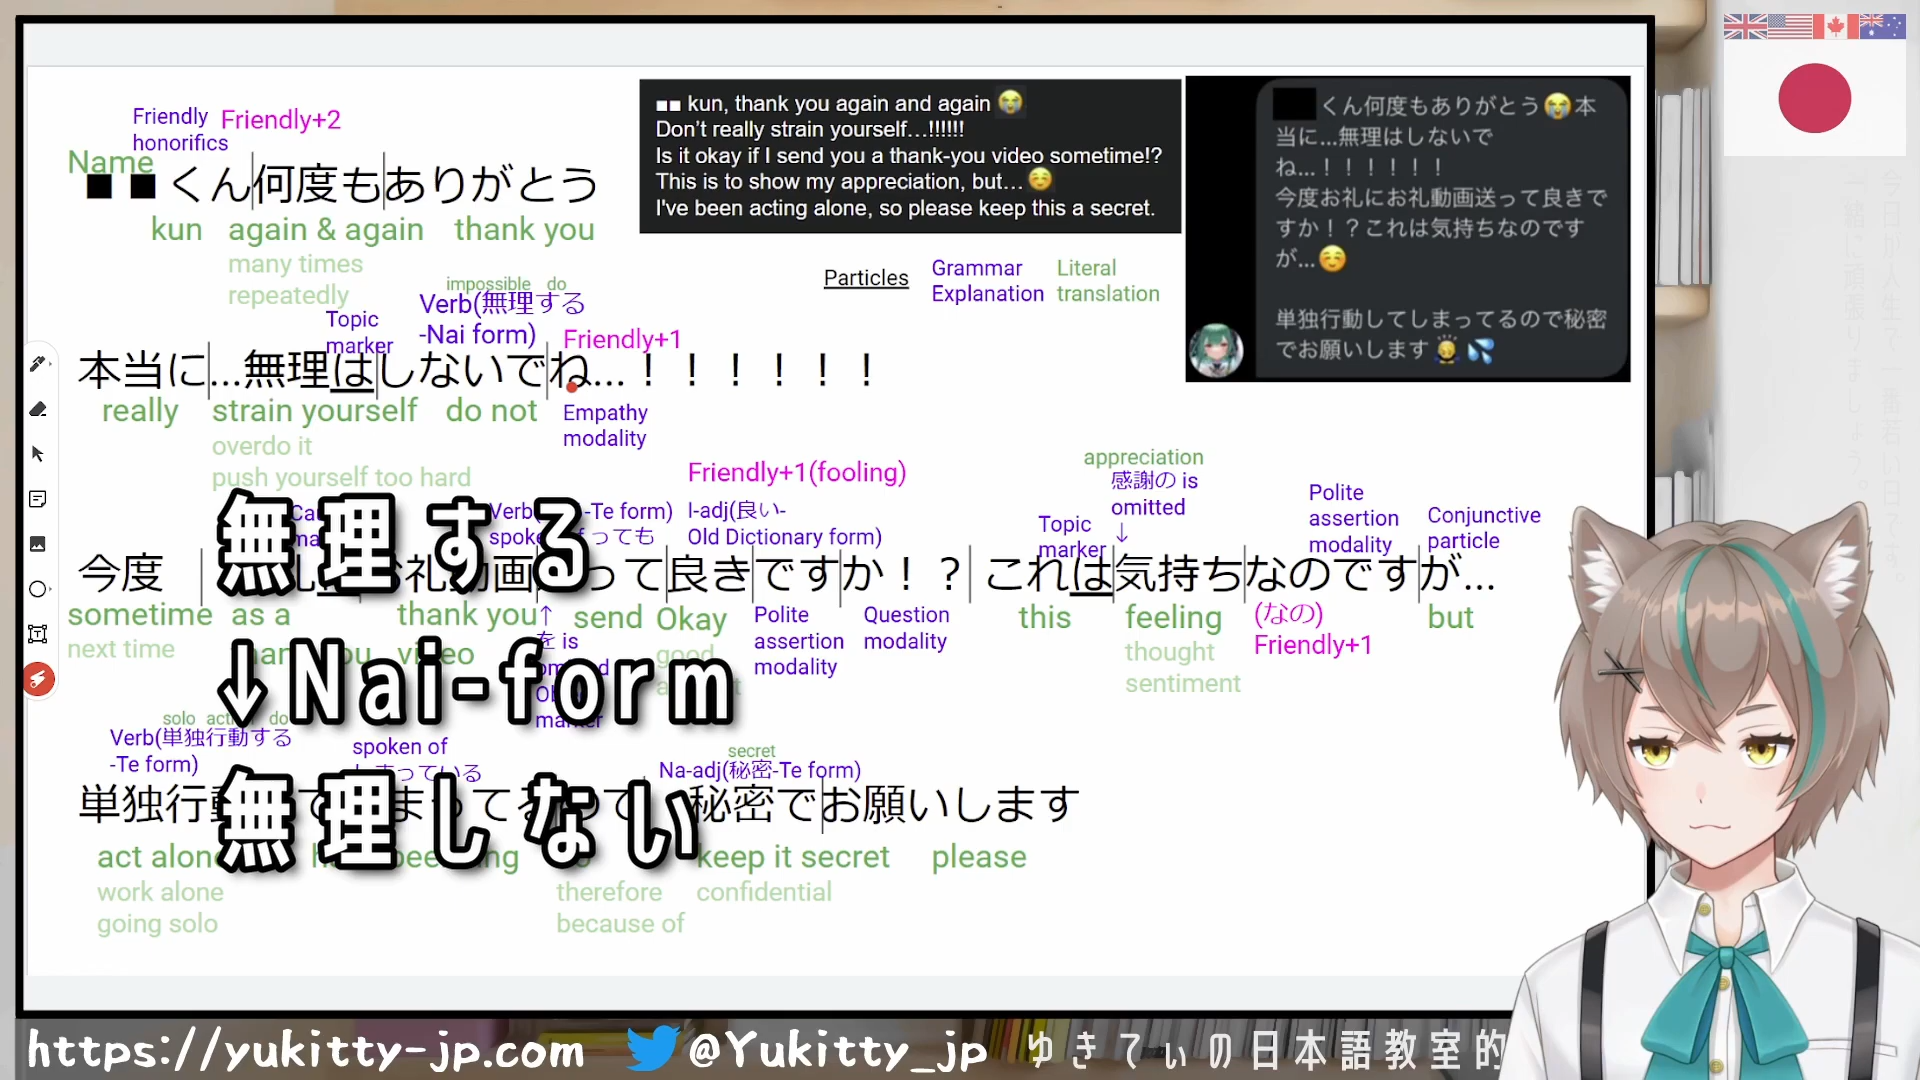 Friendly honorifics
Friendly+2
Name
■■くん何度もありがとう
kun again & again thank you
many times
repeatedly
■■ kun, thank you again and again 😭
Don't really strain yourself…!!!!!!
Is it okay if I send you a thank-you video sometime!?
This is to show my appreciation, but…☺️
I've been acting alone, so please keep this a secret.
くん何度もありがとう😭本
当に...無理はしないで
ね...！！！！！！
今度お礼にお礼動画送って良きで
すか！？これは気持ちなのです
が...☺️
単独行動してしまってるので秘密
でお願いします🙇💦
Particles
Grammar Explanation
Literal translation
Topic marker
impossible do
Verb(無理する
-Nai form)
Friendly+1
本当に...無理はしないでね...！！！！！！
really strain yourself do not
overdo it
push yourself too hard
Empathy modality
Friendly+1(fooling)
-Te form)
I-adj(良い-
Old Dictionary form)
appreciation
感謝の is
omitted
↓
Topic marker
Polite assertion modality
Conjunctive particle
今度 って良きですか！？これは気持ちなのですが...
sometime as a thank you send Okay
next time
video
Polite assertion modality
Question modality
this feeling
thought
sentiment
(なの)
Friendly+1
but
↑
を is
無理する
↓Nai-form
無理しない
solo do
Verb(単独行動する
-Te form)
spoken of
secret
Na-adj(秘密-Te form)
秘密でお願いします
keep it secret please
work alone
going solo
therefore
because of
confidential
https://yukitty-jp.com @Yukitty_jp ゆきてぃの日本語教室的